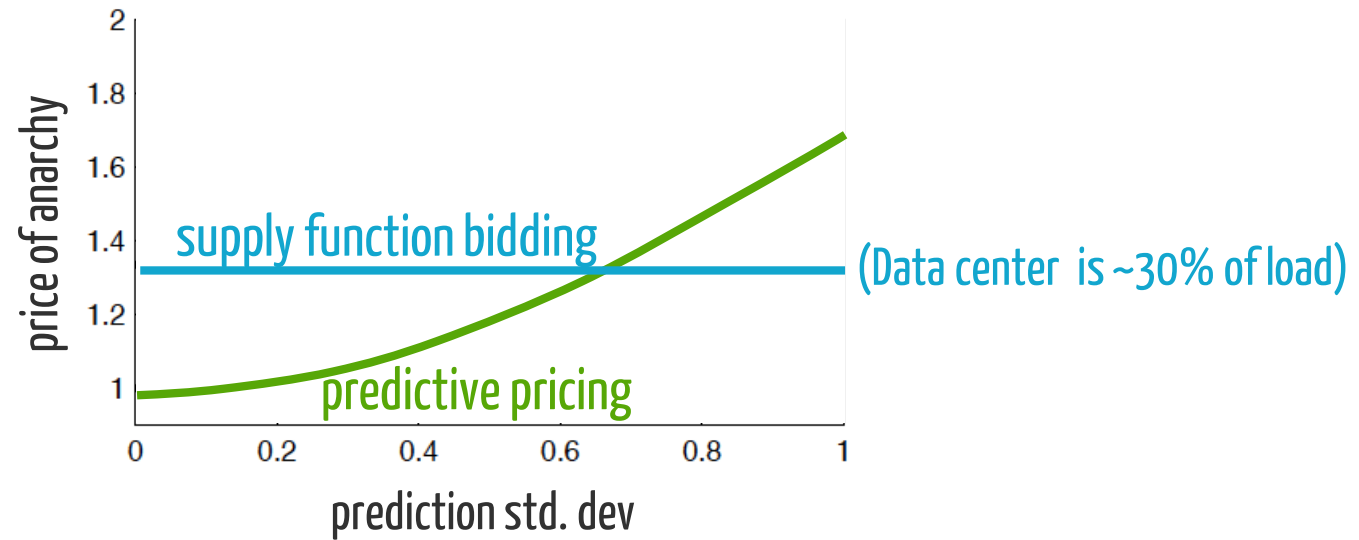 2
1.8
1.6
1.4
1.2
1
price of anarchy
supply function bidding
(Data center is ~30% of load)
predictive pricing
0 0.2 0.4 0.6 0.8 1
prediction std. dev